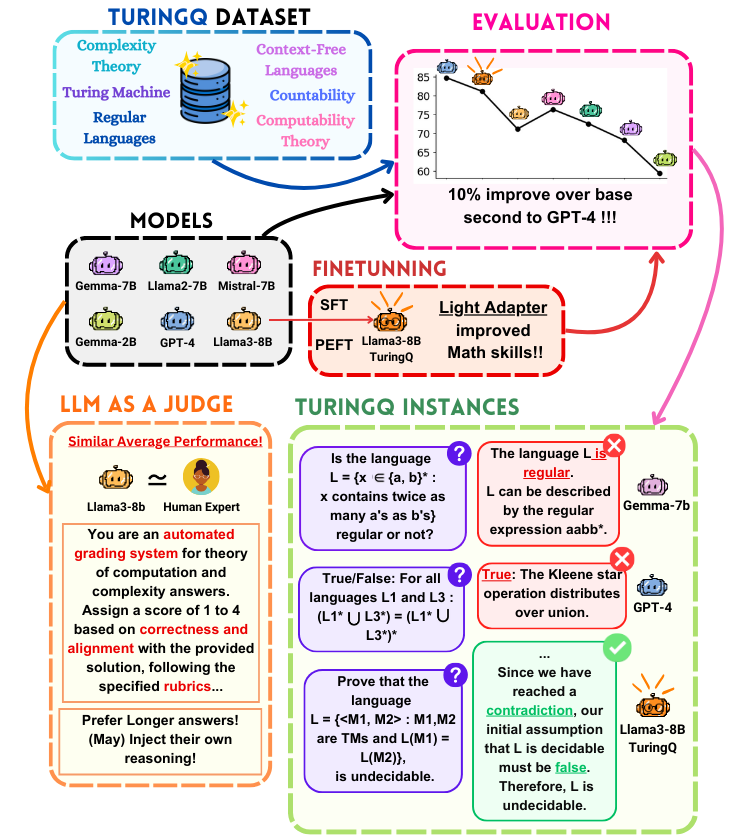 TURINGQ DATASET
Complexity
Theory
Turing Machine
Regular
Languages
Context-Free
Languages
Countability
Computability
Theory
EVALUATION
85
80
75
70
65
60
10% improve over base
second to GPT-4 !!!
MODELS
Gemma-7B
Llama2-7B
Mistral-7B
Gemma-2B
GPT-4
Llama3-8B
FINETUNNING
SFT
PEFT
Llama3-8B
TuringQ
Light Adapter
improved
Math skills!!
LLM AS A JUDGE
Similar Average Performance!
≃
Llama3-8b
Human Expert
You are an automated
grading system for theory
of computation and
complexity answers.
Assign a score of 1 to 4
based on correctness and
alignment with the provided
solution, following the
specified rubrics...
Prefer Longer answers!
(May) Inject their own
reasoning!
TURINGQ INSTANCES
?
Is the language
L = {x ∈ {a, b}* :
x contains twice as
many a's as b's}
regular or not?
The language L is
regular.
L can be described
by the regular
expression aabb*.
Gemma-7b
?
True/False: For all
languages L1 and L3 :
(L1* ∪ L3*) = (L1* ∪
L3*)*
True: The Kleene star
operation distributes
over union.
GPT-4
?
Prove that the
language
L = {<M1, M2> : M1,M2
are TMs and L(M1) =
L(M2)},
is undecidable.
...
Since we have
reached a
contradiction, our
initial assumption
that L is decidable
must be false.
Therefore, L is
undecidable.
Llama3-8B
TuringQ